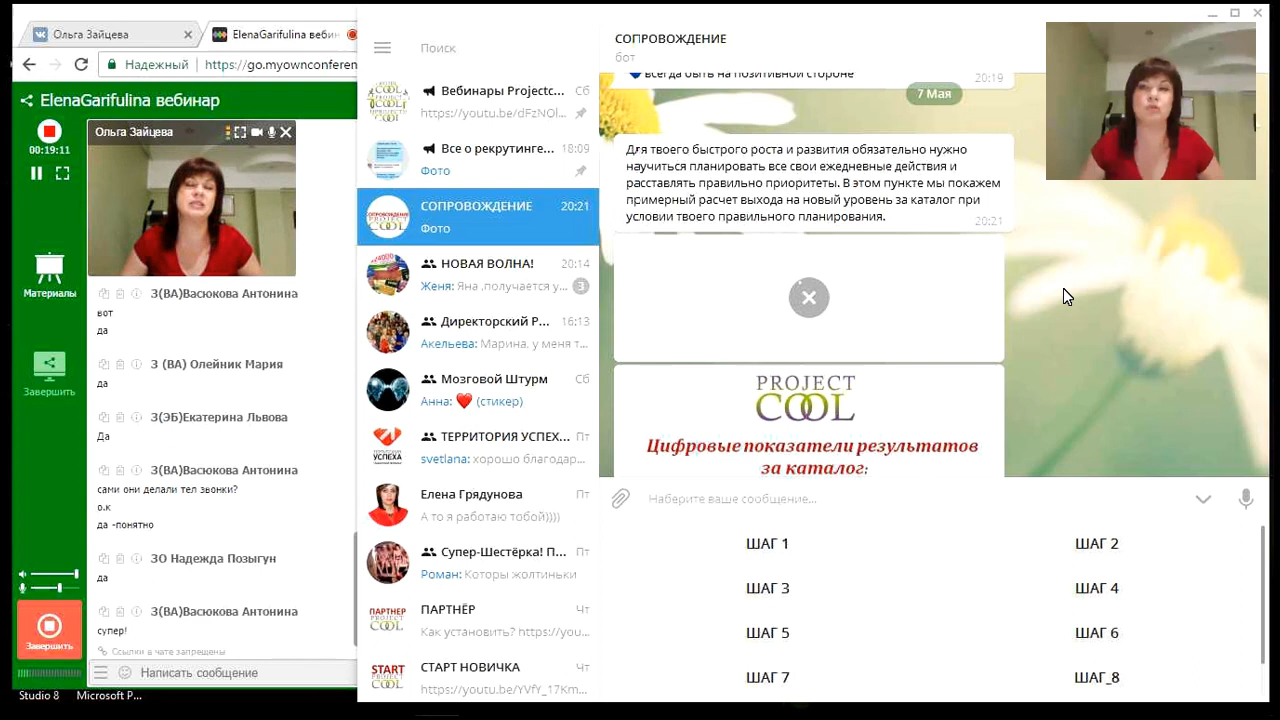 Ольга Зайцева
ElenaGarifulina веби
Надежный
https://go.myownconferen
ElenaGarifulina вебинар
Ольга Зайцева
00:19:11
Материалы
Завершить
З(ВА)Васюкова Антонина
вот
да
З (ВА) Олейник Мария
да
З(ЭБ)Екатерина Львова
Да
З(ВА)Васюкова Антонина
сами они делали тел звонки?
о.к
да -понятно
ЗО Надежда Позыгун
да
З(ВА)Васюкова Антонина
супер!
Ссылки в чате запрещены
Завершить
Написать сообщение
Studio 8
Microsoft P...
Поиск
Вебинары Projectc... Сб
https://youtu.be/dFzNOl...
Все о рекрутинге... 18:09
Фото
СОПРОВОЖДЕНИЕ 20:21
Фото
НОВАЯ ВОЛНА! 20:14
Женя: Яна .получается у... 3
Директорский Р... 16:13
Акельева: Марина, у меня т...
Мозговой Штурм Сб
Анна: ❤️ (стикер)
ТЕРРИТОРИЯ УСПЕХ... Пт
svetlana: хорошо благодар...
Елена Грядунова Пт
А то я работаю тобой))))
Супер-Шестёрка! П... Пт
Роман: Которы жолтиньки
ПАРТНЁР Чт
Как установить? https://you...
СТАРТ НОВИЧКА Чт
https://youtu.be/YVfY_17Km...
СОПРОВОЖДЕНИЕ
бот
всегда быть на позитивной стороне
20:19
7 Мая
Для твоего быстрого роста и развития обязательно нужно
научиться планировать все свои ежедневные действия и
расставлять правильно приоритеты. В этом пункте мы покажем
примерный расчет выхода на новый уровень за каталог при
условии твоего правильного планирования.
20:21
PROJECT
COOL
Цифровые показатели результатов
за каталог:
Наберите ваше сообщение...
ШАГ 1 ШАГ 2
ШАГ 3 ШАГ 4
ШАГ 5 ШАГ 6
ШАГ 7 ШАГ_8